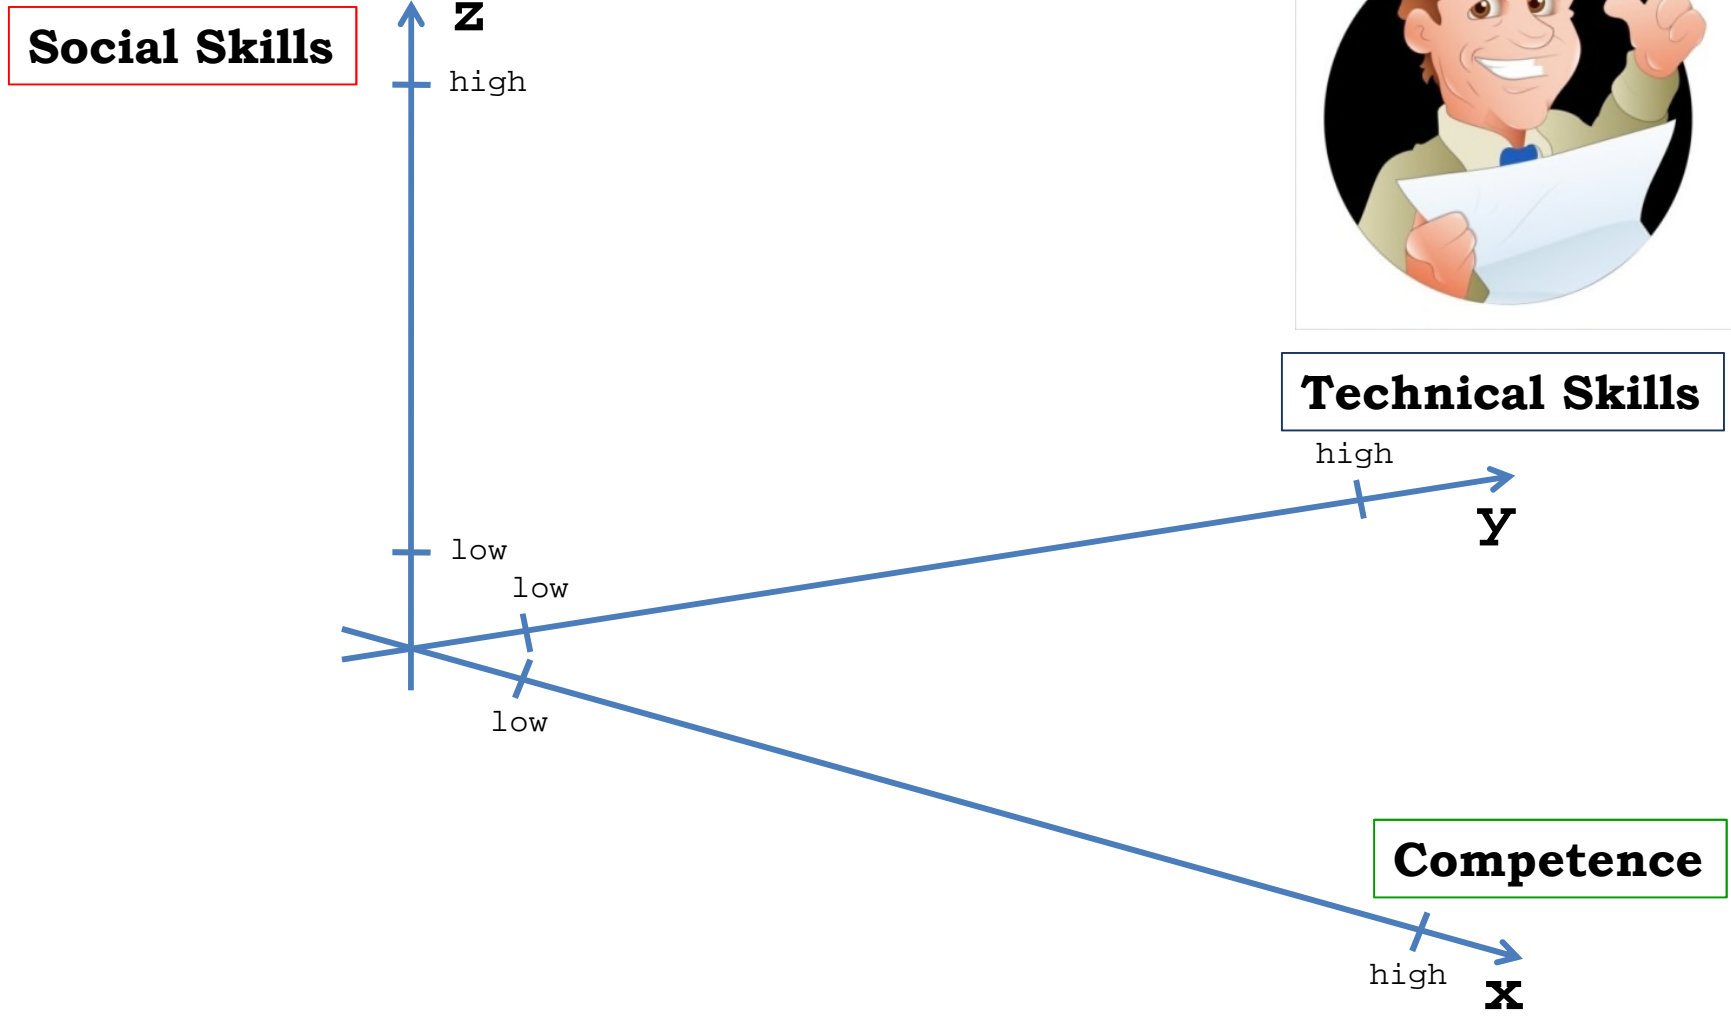 Social Skills
z
high
Technical Skills
high
y
low
low
low
Competence
high
x